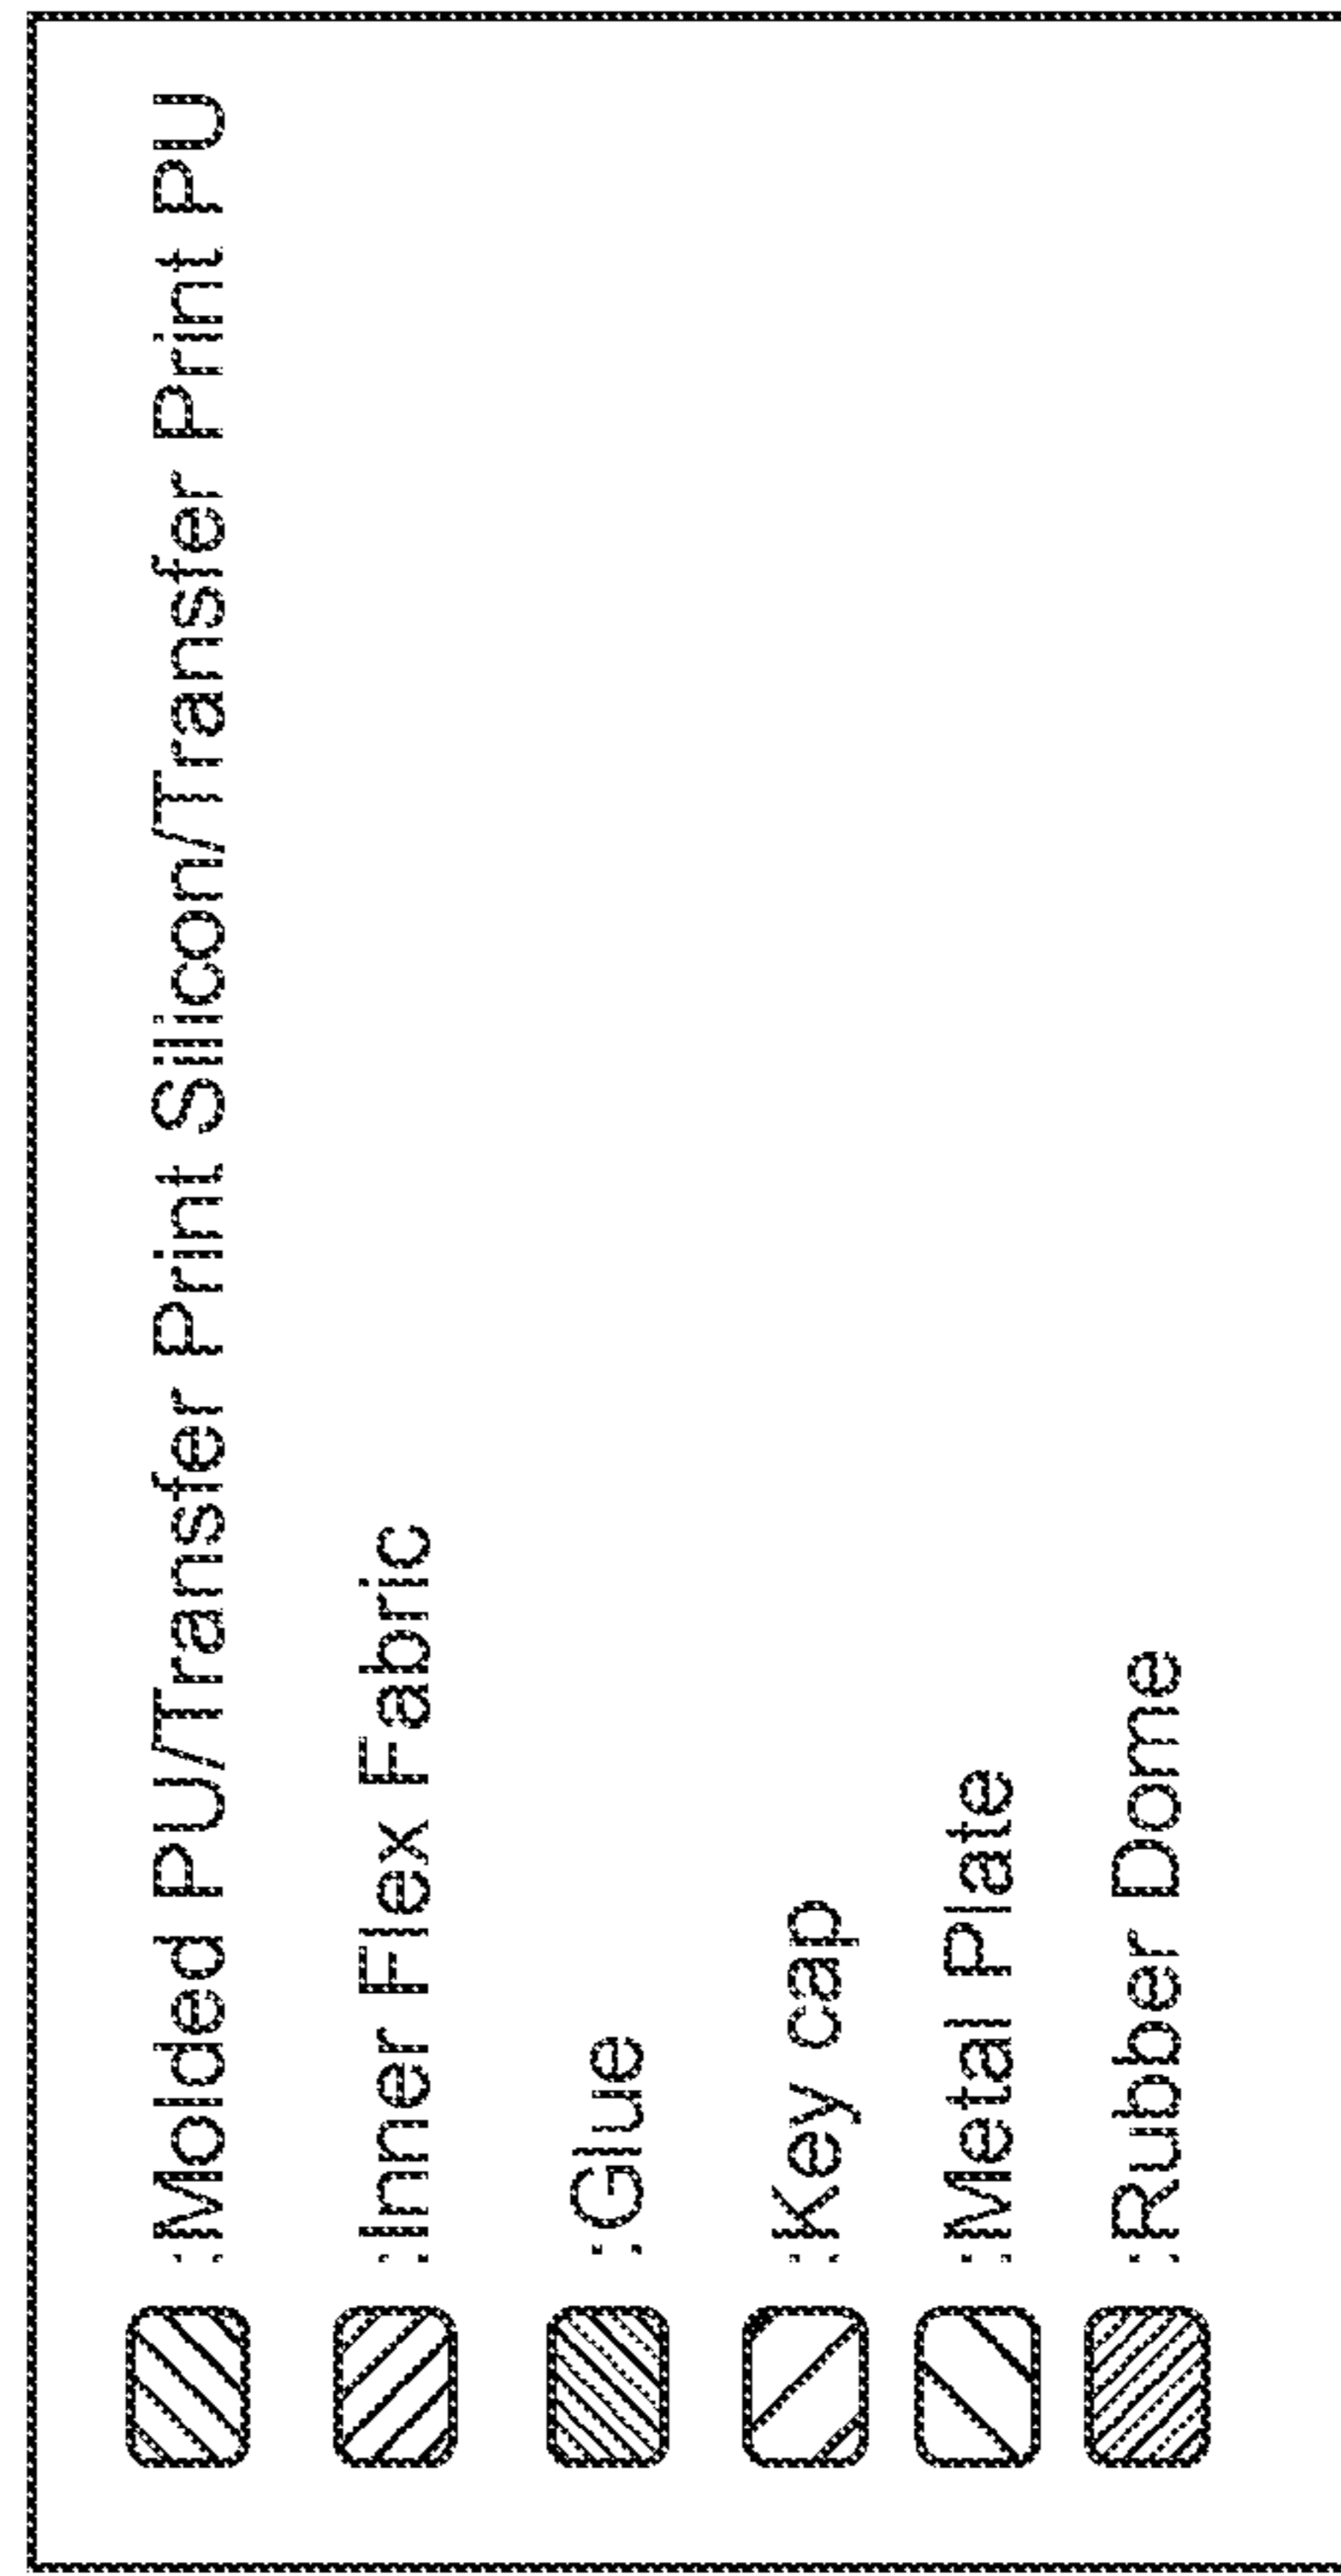 :Molded PU/Transfer Print Silicon/Transfer Print PU
:Inner Flex Fabric
:Glue
:Key cap
:Metal Plate
:Rubber Dome